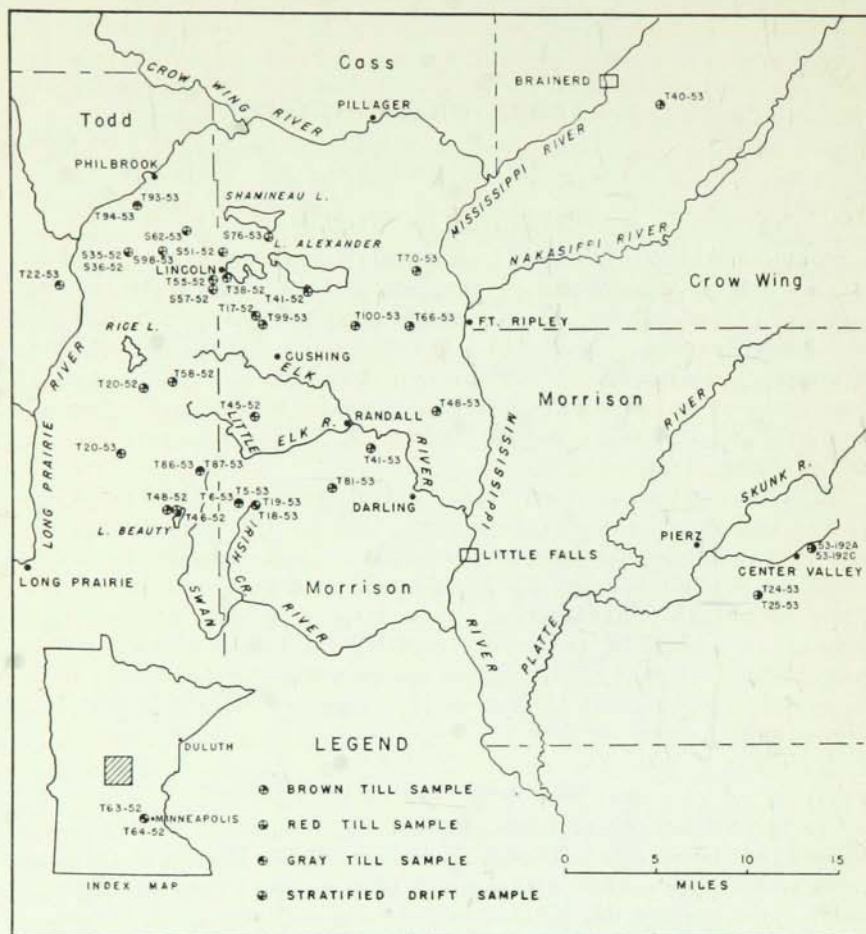 Cass
CROW WING RIVER
PILLAGER
BRAINERD
T40-53
Todd
PHILBROOK
MISSISSIPPI RIVER
T93-53
T94-53
SHAMINEAU L.
S62-53
S76-53
L. ALEXANDER
NAKASIPPI RIVER
S35-52
S36-52
S98-53
S51-52
LINCOLN
T70-53
Crow Wing
T22-53
T55-52
S57-52
T38-52
T41-52
T17-52
T99-53
T100-53
T66-53
FT. RIPLEY
RICE L.
CUSHING
T58-52
T20-52
ELK
Morrison
RIVER
T45-52
LITTLE
ELK R.
RANDALL
T48-53
MISSISSIPPI
LONG PRAIRIE RIVER
T20-53
T41-53
RIVER
SKUNK R.
T86-53
T87-53
T81-53
T48-52
T6-53
T5-53
T19-53
T18-53
DARLING
L. BEAUTY
T46-52
IRISH CR.
PIERZ
53-192A
53-192C
LITTLE FALLS
CENTER VALLEY
LONG PRAIRIE
SWAN
RIVER
Morrison
RIVER
PLATTE
T24-53
T25-53
DULUTH
T63-52
MINNEAPOLIS
T64-52
INDEX MAP
LEGEND
BROWN TILL SAMPLE
RED TILL SAMPLE
GRAY TILL SAMPLE
STRATIFIED DRIFT SAMPLE
0 5 10 15
MILES